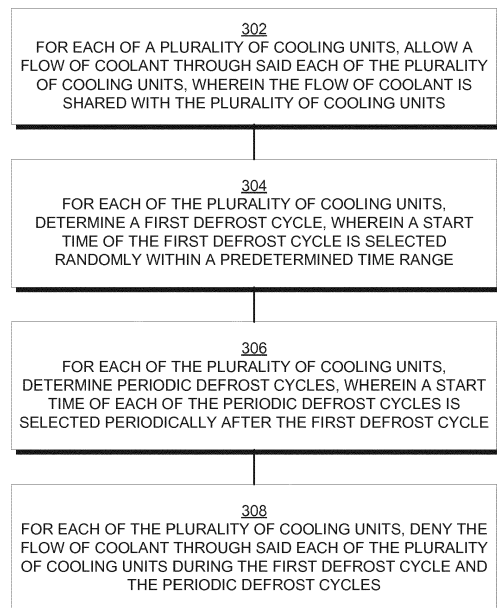 302
FOR EACH OF A PLURALITY OF COOLING UNITS, ALLOW A
FLOW OF COOLANT THROUGH SAID EACH OF THE PLURALITY
OF COOLING UNITS, WHEREIN THE FLOW OF COOLANT IS
SHARED WITH THE PLURALITY OF COOLING UNITS
304
FOR EACH OF THE PLURALITY OF COOLING UNITS,
DETERMINE A FIRST DEFROST CYCLE, WHEREIN A START
TIME OF THE FIRST DEFROST CYCLE IS SELECTED
RANDOMLY WITHIN A PREDETERMINED TIME RANGE
306
FOR EACH OF THE PLURALITY OF COOLING UNITS,
DETERMINE PERIODIC DEFROST CYCLES, WHEREIN A START
TIME OF EACH OF THE PERIODIC DEFROST CYCLES IS
SELECTED PERIODICALLY AFTER THE FIRST DEFROST CYCLE
308
FOR EACH OF THE PLURALITY OF COOLING UNITS, DENY THE
FLOW OF COOLANT THROUGH SAID EACH OF THE PLURALITY
OF COOLING UNITS DURING THE FIRST DEFROST CYCLE AND
THE PERIODIC DEFROST CYCLES